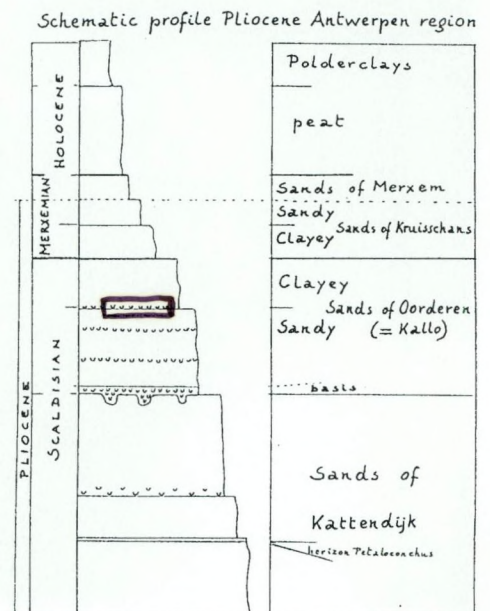 Schematic profile Pliocene Antwerpen region
HOLOCENE
MERXEMIAN
PLIOCENE
SCALDISIAN
Polderclays
peat
Sands of Merxem
Sandy
Sands of Kruisschans
Clayey
Clayey
Sands of Oorderen
Sandy (= Kallo)
basis
Sands of
Kattendijk
horizon Petaloconchus